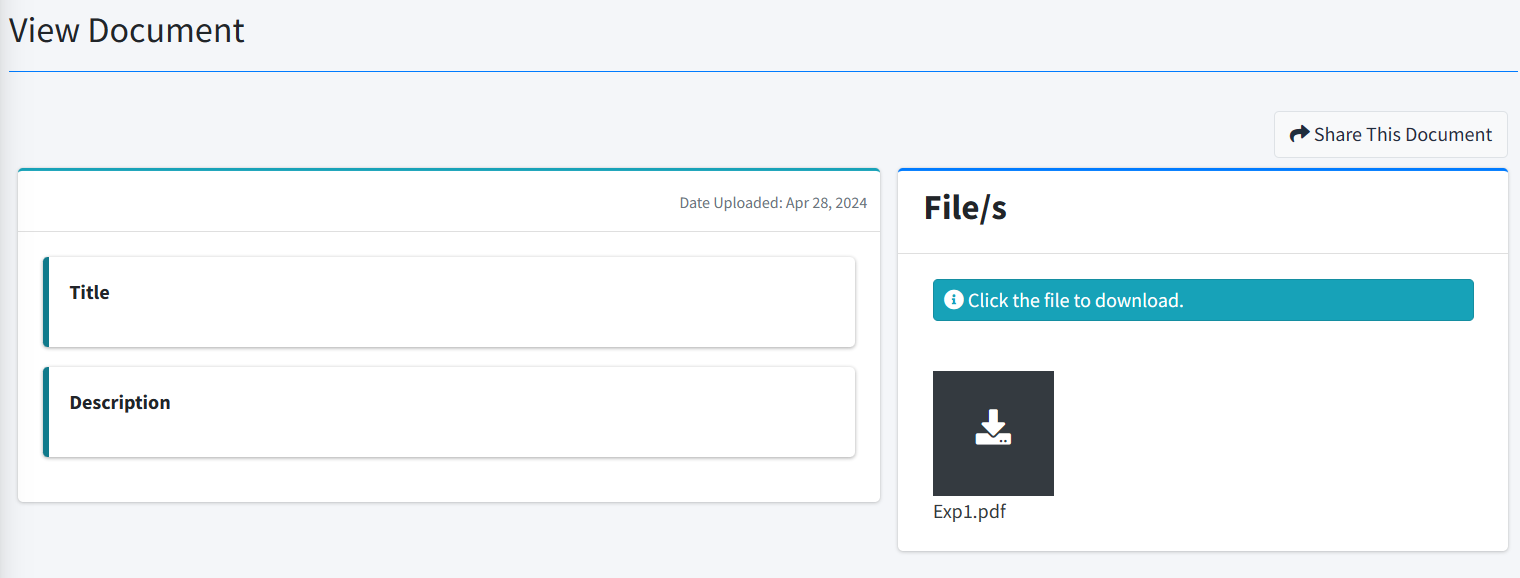 View Document
Share This Document
Date Uploaded: Apr 28, 2024
Title
Description
File/s
Click the file to download.
Exp1.pdf